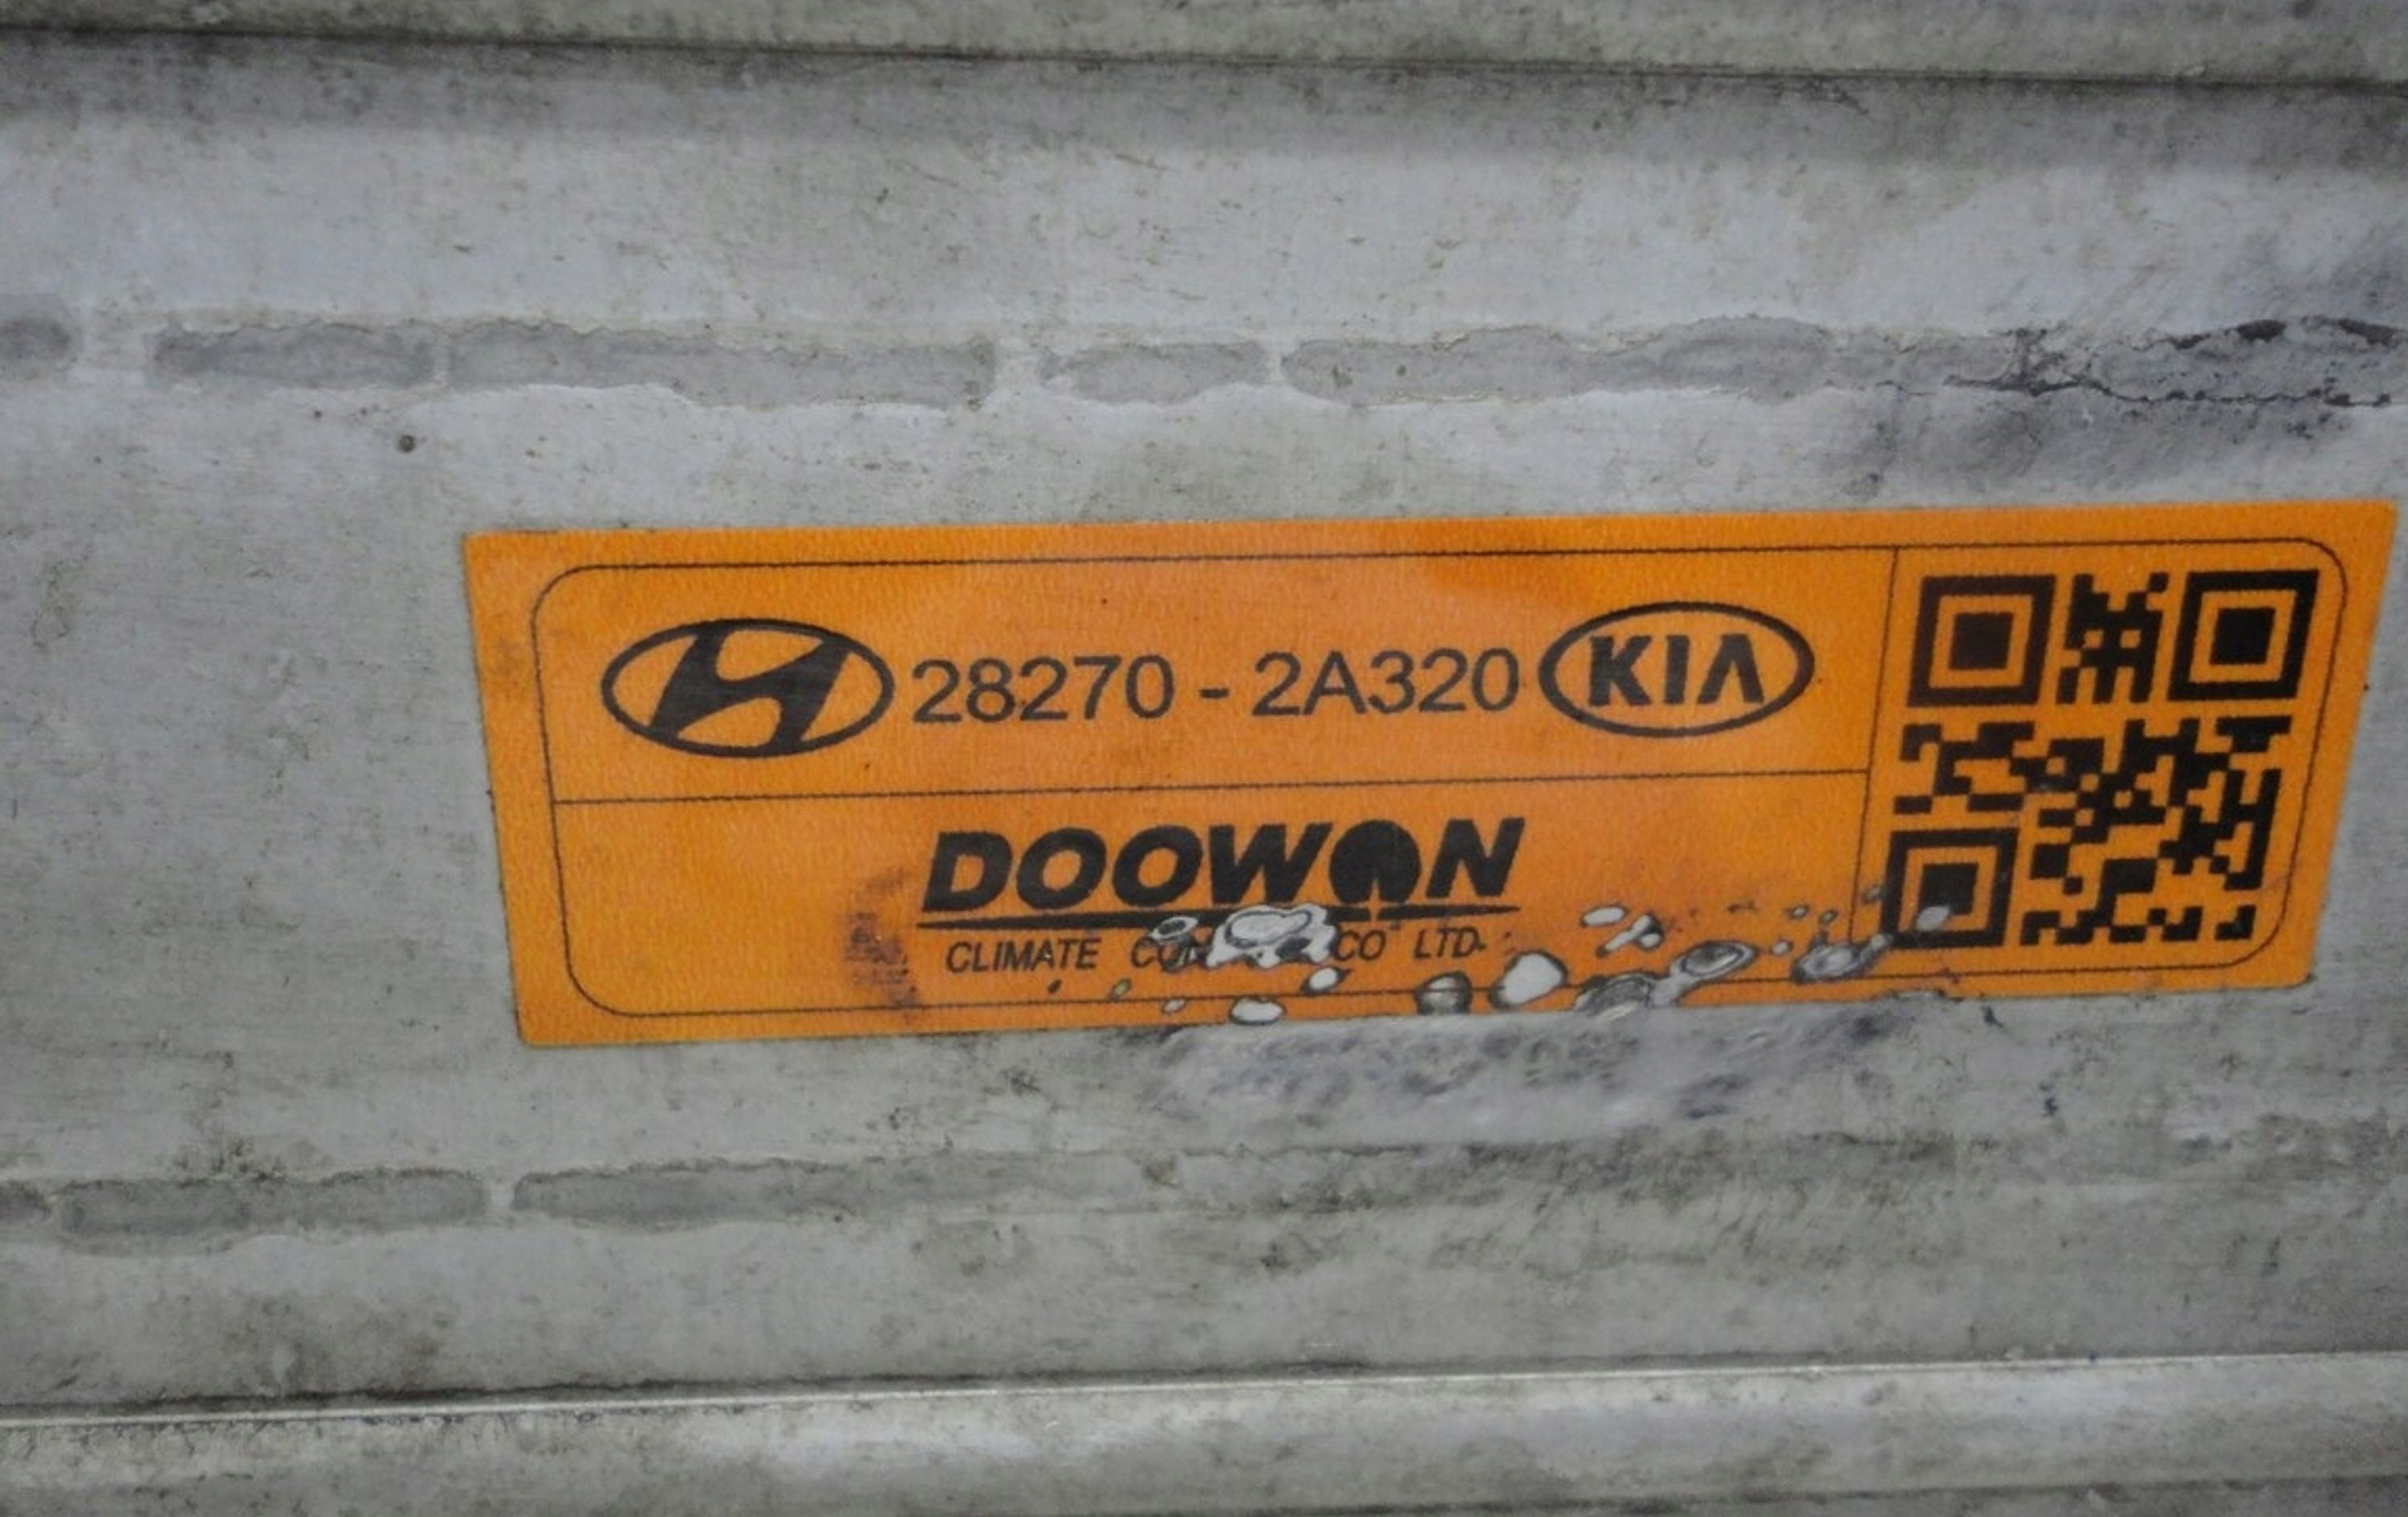 28270 - 2A320 KIA
DOOWON
CLIMATE CO LTD.